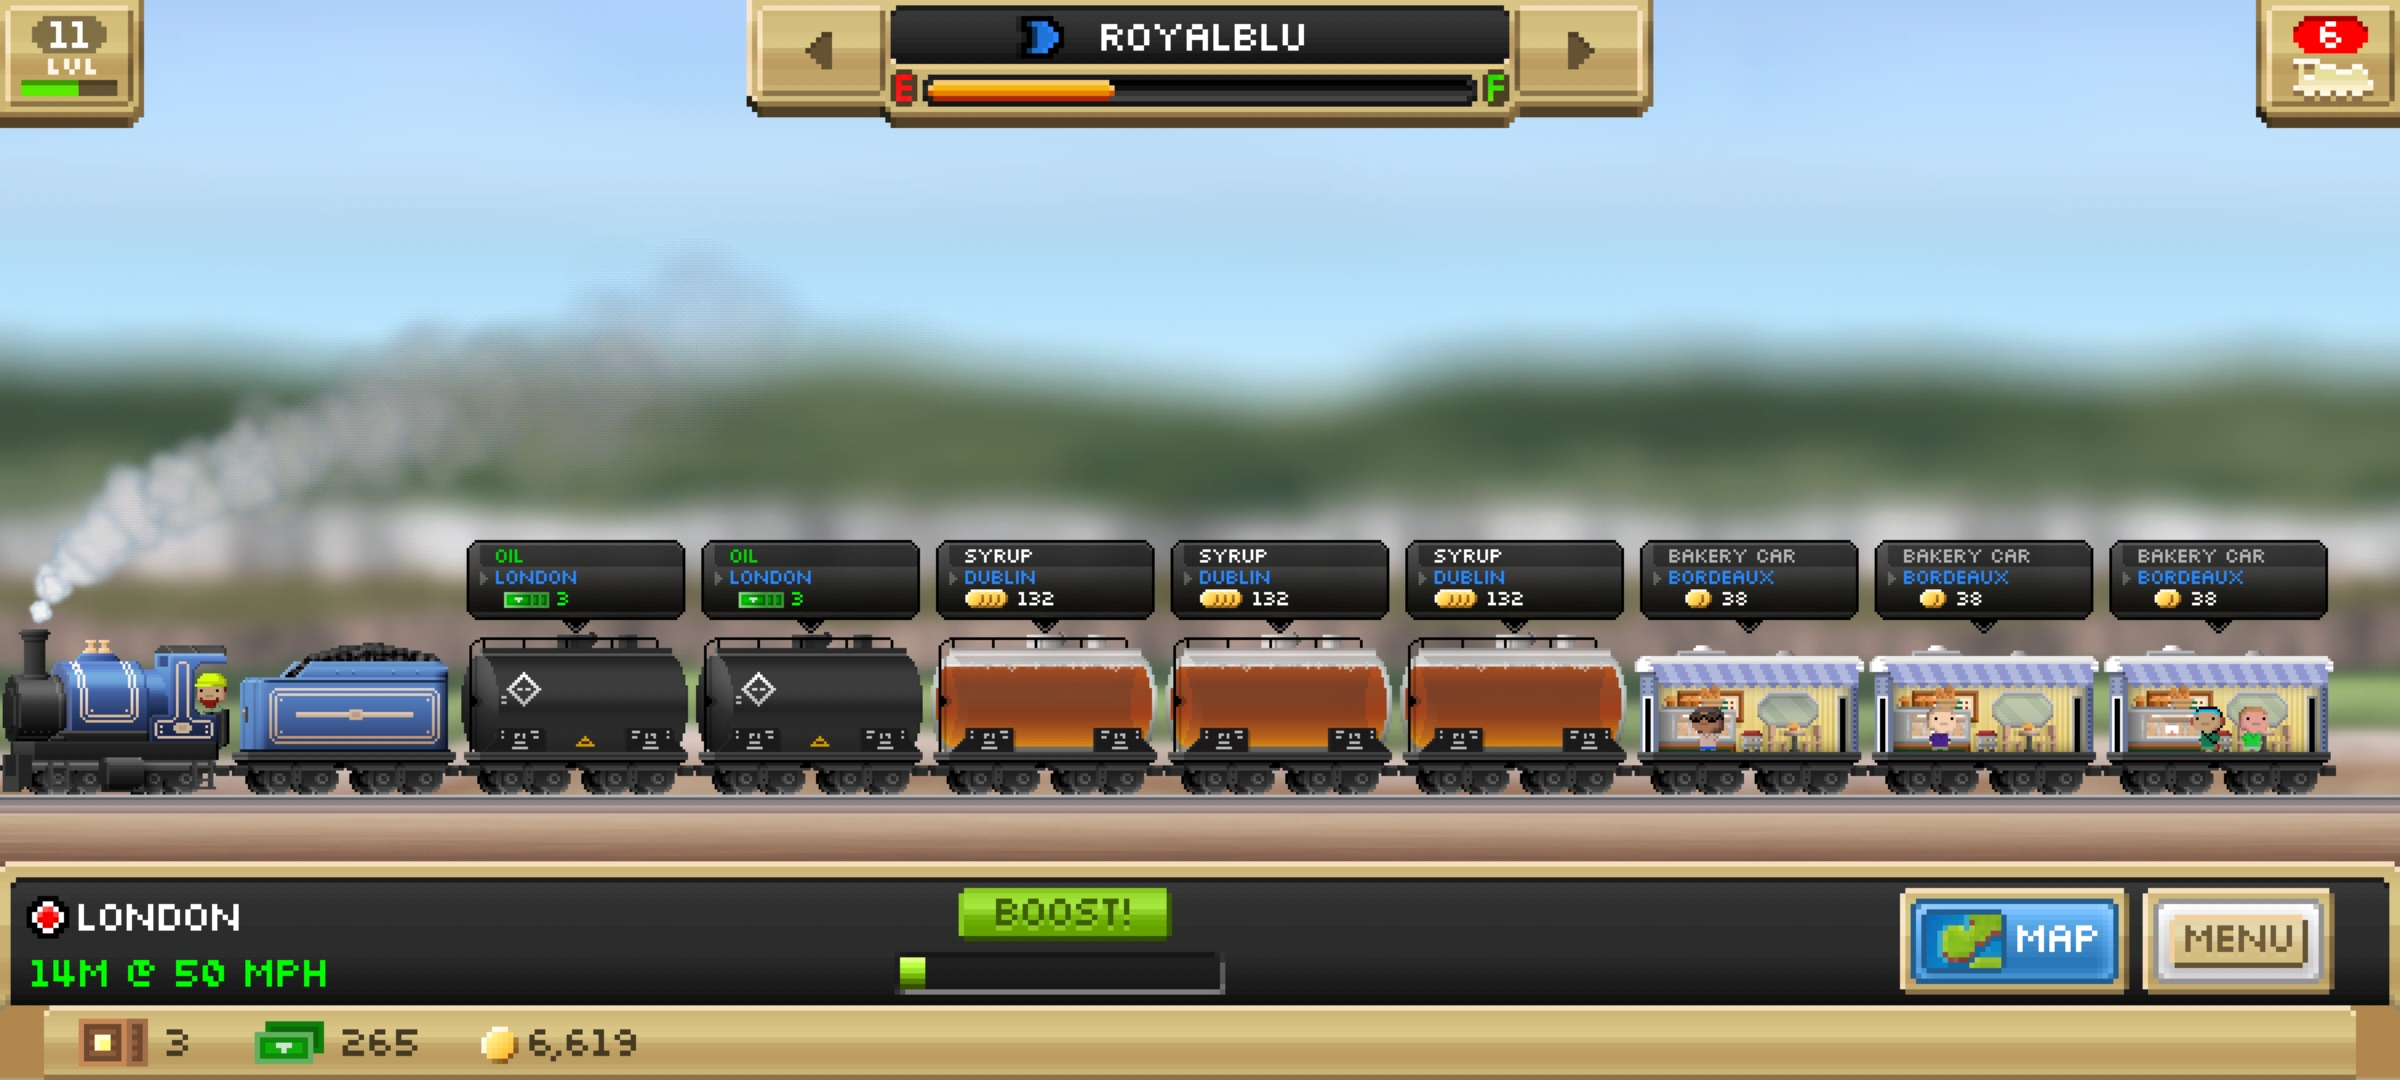 11
LVL
ROYALBLU
E F
6
OIL
LONDON
3
OIL
LONDON
3
SYRUP
DUBLIN
132
SYRUP
DUBLIN
132
SYRUP
DUBLIN
132
BAKERY CAR
BORDEAUX
38
BAKERY CAR
BORDEAUX
38
BAKERY CAR
BORDEAUX
38
LONDON
14M @ 50 MPH
BOOST!
MAP
MENU
3
265
6,619